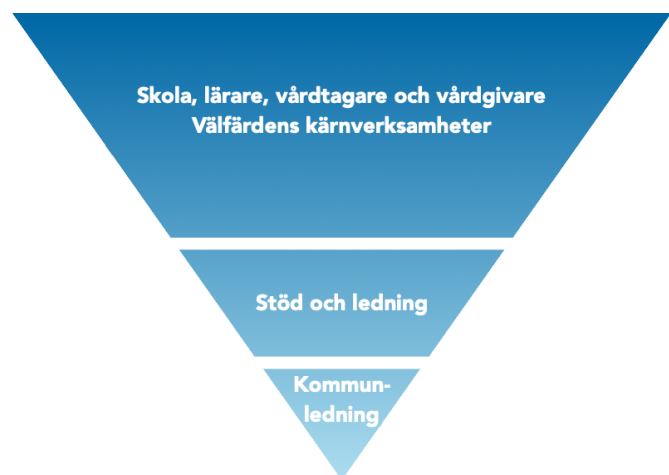 Skola, lärare, vårdtagare och vårdgivare
Välfärdens kärnverksamheter
Stöd och ledning
Kommun-
ledning